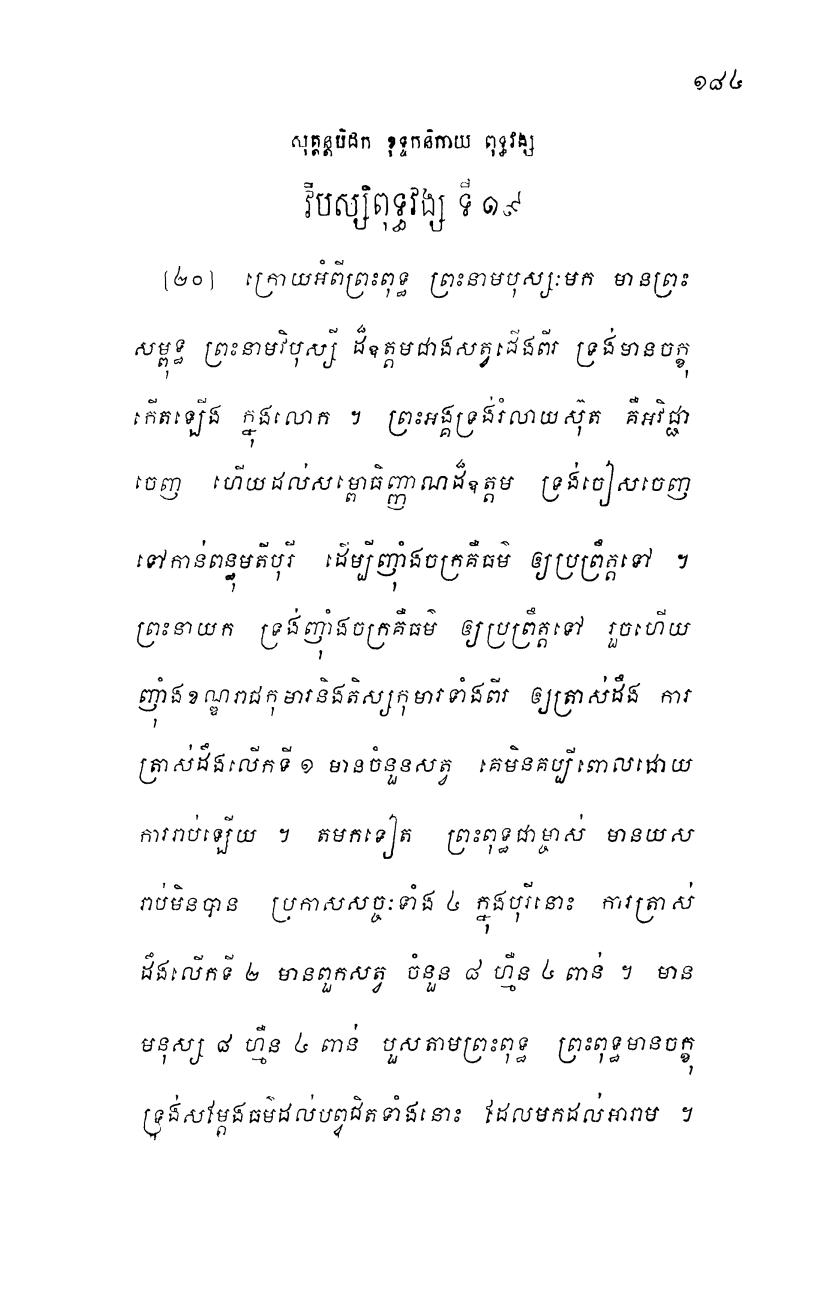 ១៨៤
សុត្តន្តបិដក ខុទ្ទកនិកាយ ពុទ្ធវង្ស
វិបស្សិពុទ្ធវង្ស ទី ១៩
(២០) ក្រោយអំពីព្រះពុទ្ធ ព្រះនាមបុស្សៈមក មានព្រះ
សម្ពុទ្ធ ព្រះនាមវិបុស្សី ដ៏ឧត្តមជាងសត្វជើងពីរ ទ្រង់មានចក្ខុ
កើតឡើង ក្នុងលោក ។ ព្រះអង្គទ្រង់រំលាយស៊ុត គឺអវិជ្ជា
ចេញ ហើយដល់សម្ពោធិញ្ញាណដ៏ឧត្តម ទ្រង់ចៀសចេញ
ទៅកាន់ពន្ធុមតីបុរី ដើម្បីញ៉ាំងចក្រគឺធម៌ ឲ្យប្រព្រឹត្តទៅ ។
ព្រះនាយក ទ្រង់ញ៉ាំងចក្រគឺធម៌ ឲ្យប្រព្រឹត្តទៅ រួចហើយ
ញ៉ាំងខណ្ឌរាជកុមារនិងតិស្សកុមារទាំងពីរ ឲ្យត្រាស់ដឹង ការ
ត្រាស់ដឹងលើកទី ១ មានចំនួនសត្វ គេមិនគប្បីពោលដោយ
ការរាប់ឡើយ ។ តមកទៀត ព្រះពុទ្ធជាម្ចាស់ មានយស
រាប់មិនបាន ប្រកាសសច្ចៈទាំង ៤ ក្នុងបុរីនោះ ការត្រាស់
ដឹងលើកទី ២ មានពួកសត្វ ចំនួន ៨ ហ្មឺន ៤ ពាន់ ។ មាន
មនុស្ស ៨ ហ្មឺន ៤ ពាន់ បួសតាមព្រះពុទ្ធ ព្រះពុទ្ធមានចក្ខុ
ទ្រង់សម្តែងធម៌ដល់បព្វជិតទាំងនោះ ដែលមកដល់អារាម ។